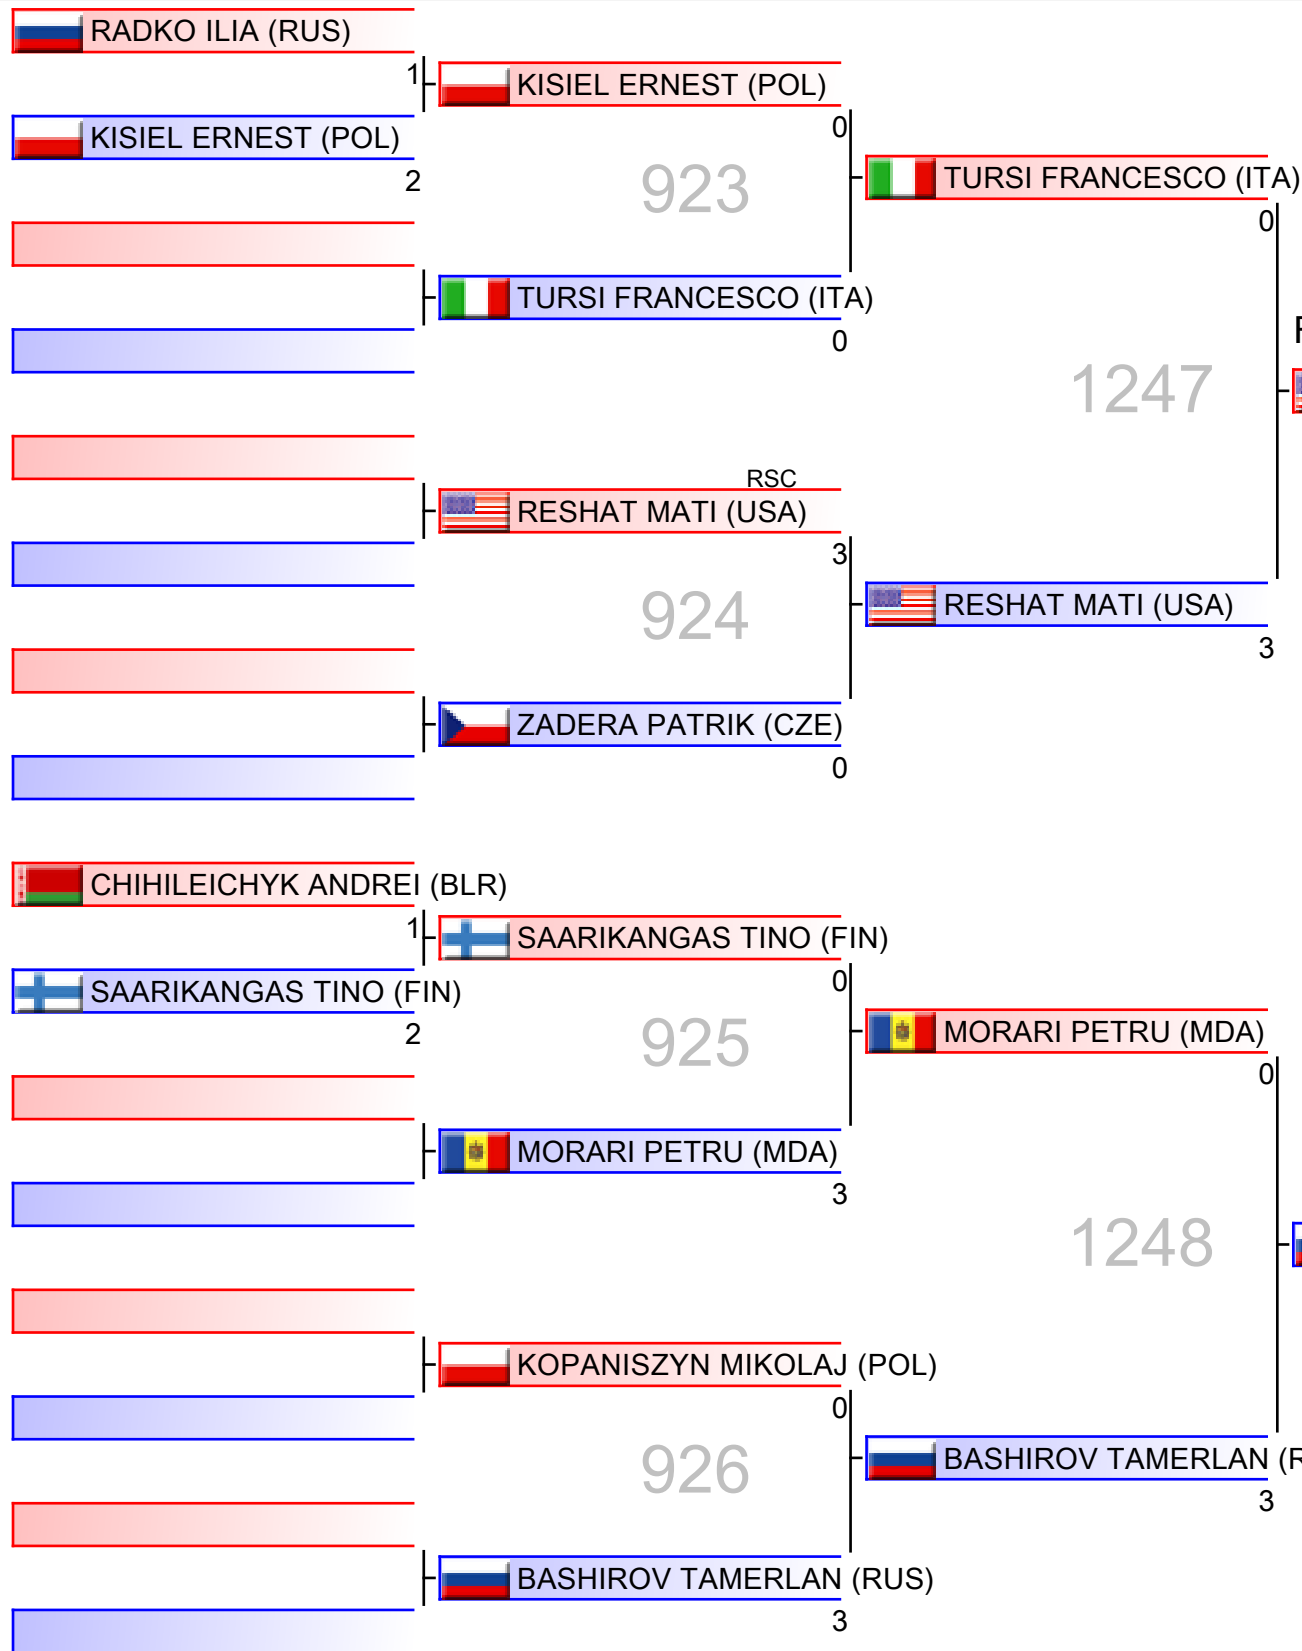 RADKO ILIA (RUS)
1
KISIEL ERNEST (POL)
KISIEL ERNEST (POL)
0
2
923
TURSI FRANCESCO (ITA)
0
TURSI FRANCESCO (ITA)
0
1247
RSC
RESHAT MATI (USA)
3
924
RESHAT MATI (USA)
3
ZADERA PATRIK (CZE)
0
CHIHILEICHYK ANDREI (BLR)
1
SAARIKANGAS TINO (FIN)
SAARIKANGAS TINO (FIN)
0
2
925
MORARI PETRU (MDA)
0
MORARI PETRU (MDA)
3
1248
KOPANISZYN MIKOLAJ (POL)
0
926
BASHIROV TAMERLAN (R
3
BASHIROV TAMERLAN (RUS)
3